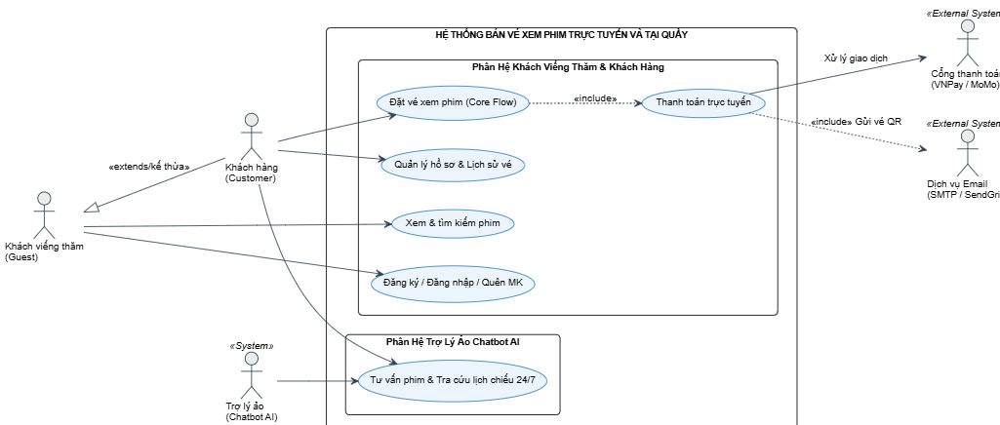 «External System
HỆ THỐNG BÁN VÉ XEM PHIM TRỰC TUYẾN VÀ TẠI QUẦY
Xử lý giao dịch
Phân Hệ Khách Viếng Thăm & Khách Hàng
Cổng thanh toán
(VNPay / MoMo)
Đặt vé xem phim (Core Flow)
«include»
Thanh toán trực tuyến
«include» Gửi vé QR
«External System
«extends/kế thừa»
Khách hàng
(Customer)
Quản lý hồ sơ & Lịch sử vé
Dịch vụ Email
(SMTP / SendGri
Xem & tìm kiếm phim
Khách viếng thăm
(Guest)
Đăng ký / Đăng nhập / Quên MK
Phân Hệ Trợ Lý Ảo Chatbot AI
«System»
Tư vấn phim & Tra cứu lịch chiếu 24/7
Trợ lý ảo
(Chatbot AI)